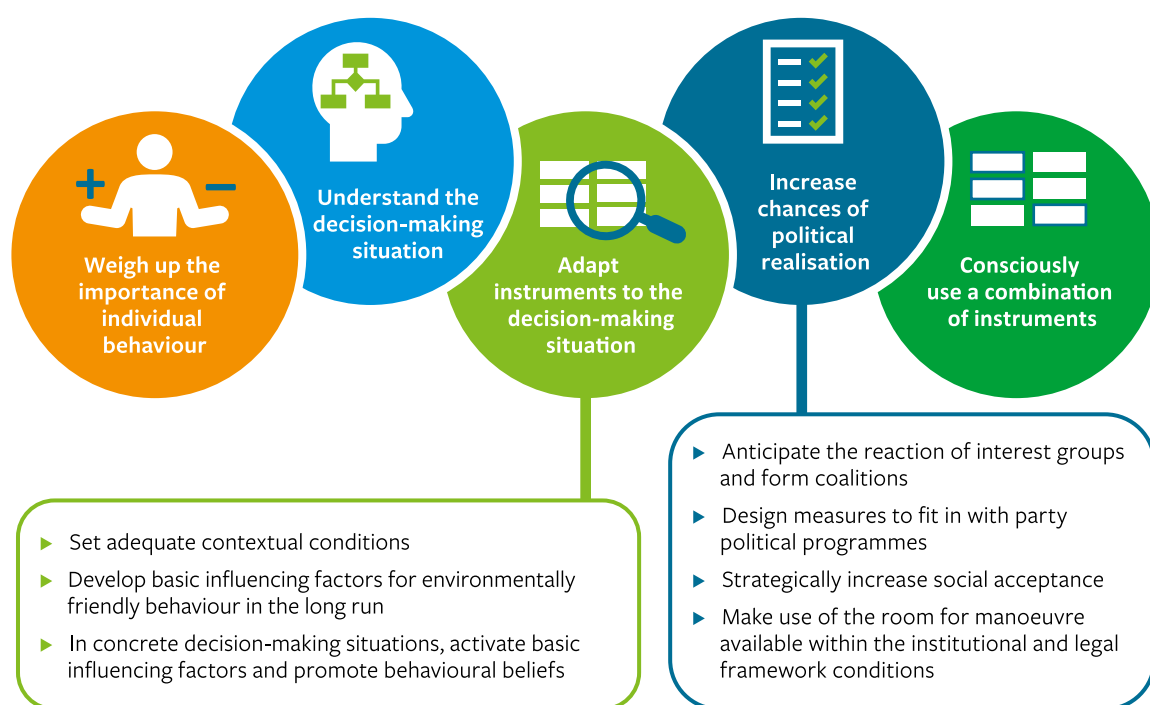 Weigh up the
importance of
individual
behaviour
Understand the
decision-making
situation
Adapt
instruments to the
decision-making
situation
Increase
chances of
political
realisation
Consciously
use a combination
of instruments
► Set adequate contextual conditions
► Develop basic influencing factors for environmentally
friendly behaviour in the long run
► In concrete decision-making situations, activate basic
influencing factors and promote behavioural beliefs
► Anticipate the reaction of interest groups
and form coalitions
► Design measures to fit in with party
political programmes
► Strategically increase social acceptance
► Make use of the room for manoeuvre
available within the institutional and legal
framework conditions